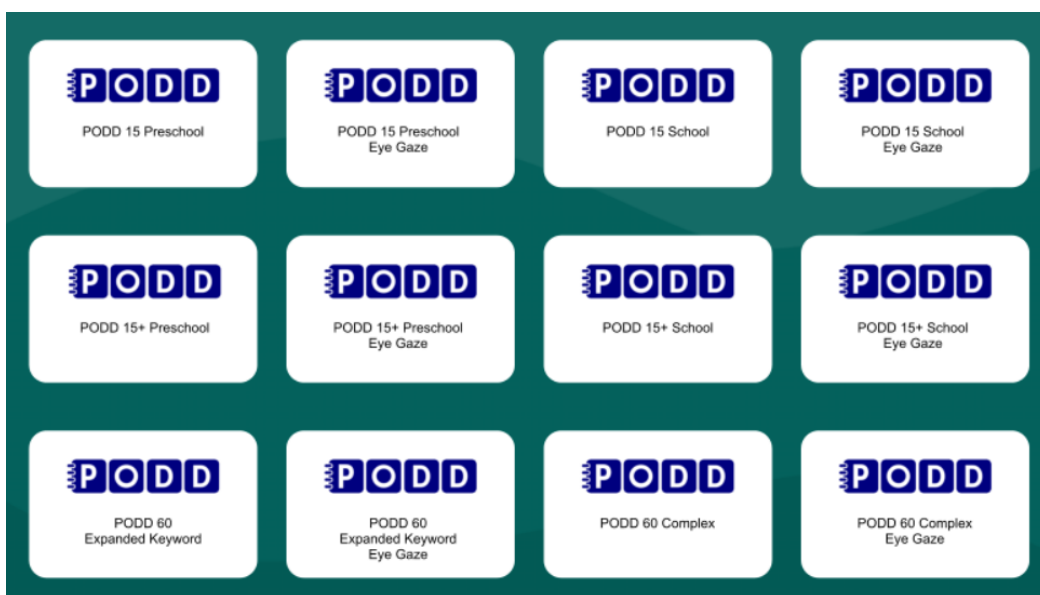 PODD
PODD 15 Preschool
PODD
PODD 15 Preschool
Eye Gaze
PODD
PODD 15 School
PODD
PODD 15 School
Eye Gaze
PODD
PODD 15+ Preschool
PODD
PODD 15+ Preschool
Eye Gaze
PODD
PODD 15+ School
PODD
PODD 15+ School
Eye Gaze
PODD
PODD 60
Expanded Keyword
PODD
PODD 60
Expanded Keyword
Eye Gaze
PODD
PODD 60 Complex
PODD
PODD 60 Complex
Eye Gaze